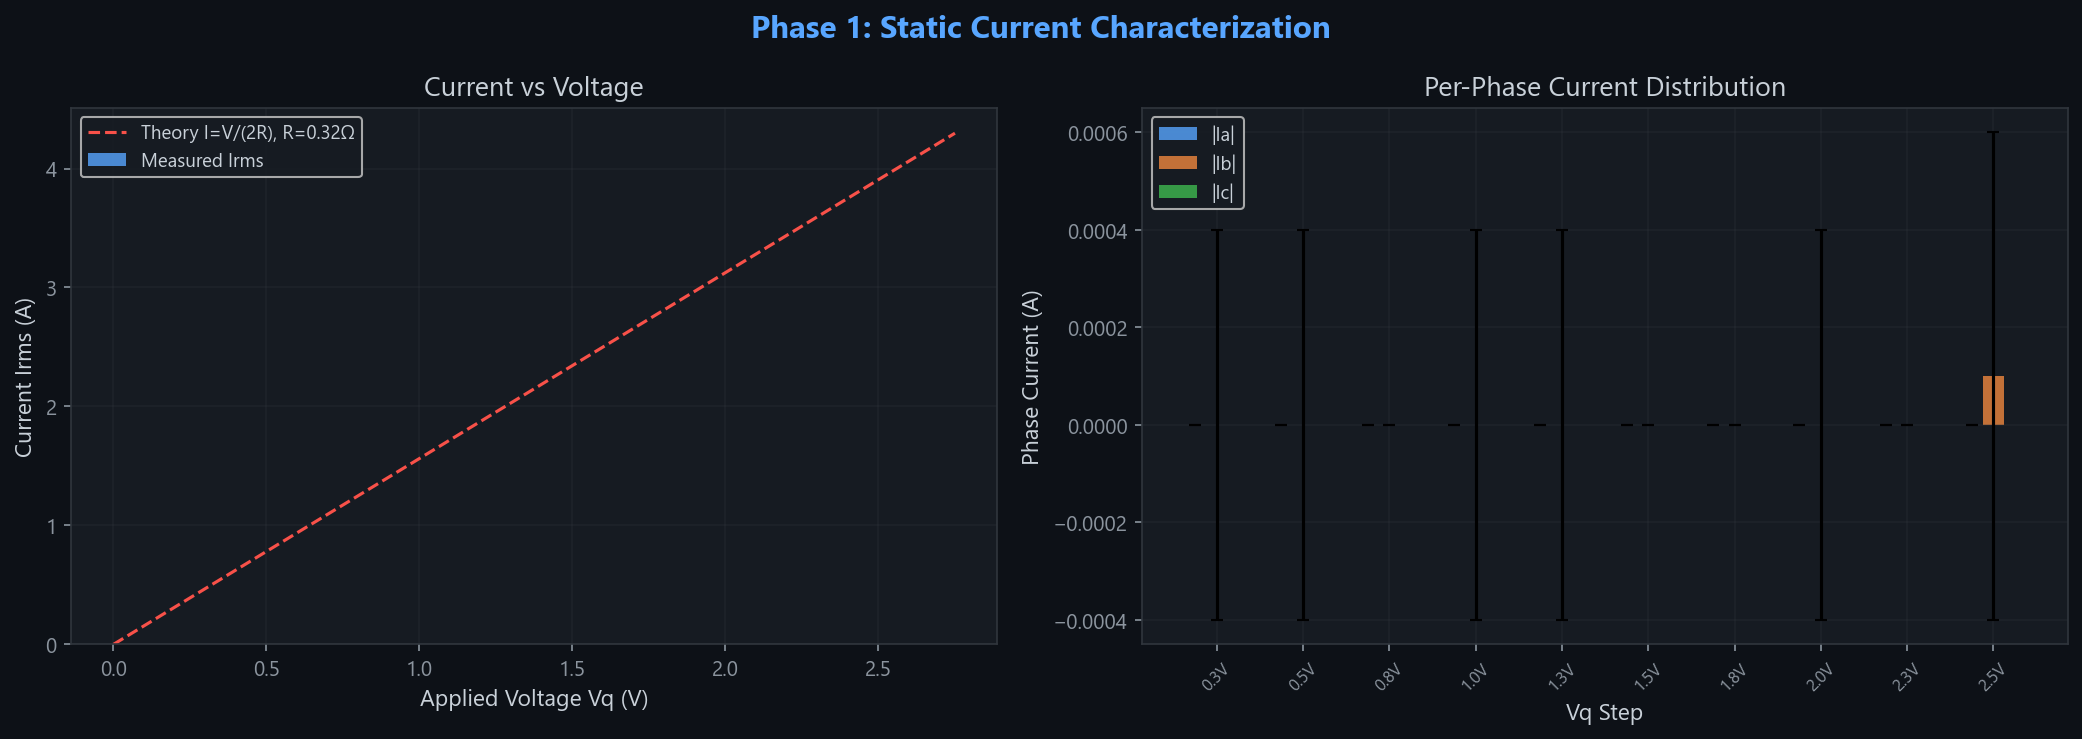 Phase 1: Static Current Characterization
Current vs Voltage
Theory I=V/(2R), R=0.32Ω
Measured Irms
Current Irms (A)
4
3
2
1
0
0.0 0.5 1.0 1.5 2.0 2.5
Applied Voltage Vq (V)
Per-Phase Current Distribution
|Ia|
|Ib|
|Ic|
Phase Current (A)
0.0006
0.0004
0.0002
0.0000
−0.0002
−0.0004
0.3V 0.5V 0.8V 1.0V 1.3V 1.5V 1.8V 2.0V 2.3V 2.5V
Vq Step